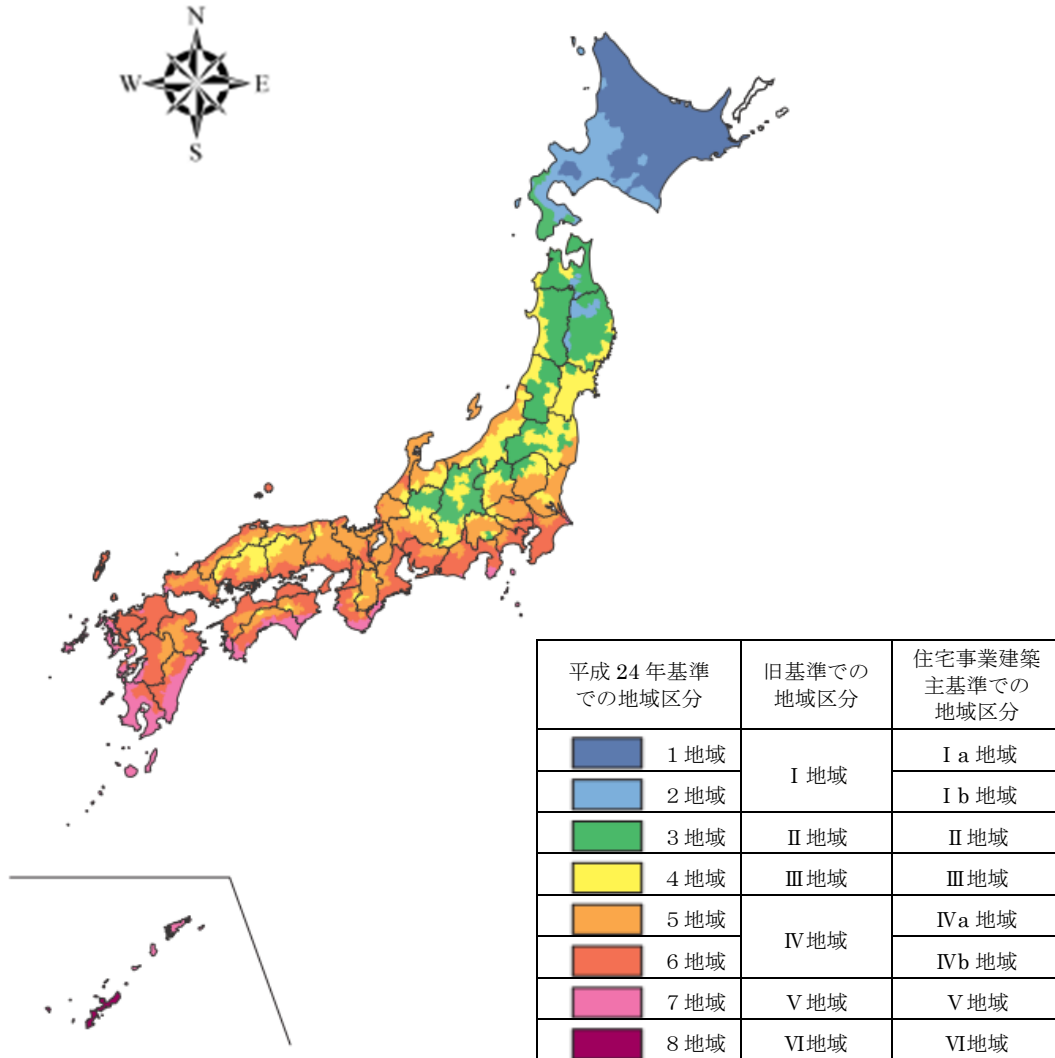 N
W E
S
平成 24 年基準
での地域区分
旧基準での
地域区分
住宅事業建築
主基準での
地域区分
1 地域
Ⅰ 地域
Ⅰa 地域
2 地域
Ⅰb 地域
3 地域
Ⅱ 地域
Ⅱ 地域
4 地域
Ⅲ 地域
Ⅲ 地域
5 地域
Ⅳ 地域
Ⅳa 地域
6 地域
Ⅳb 地域
7 地域
Ⅴ 地域
Ⅴ 地域
8 地域
Ⅵ 地域
Ⅵ 地域